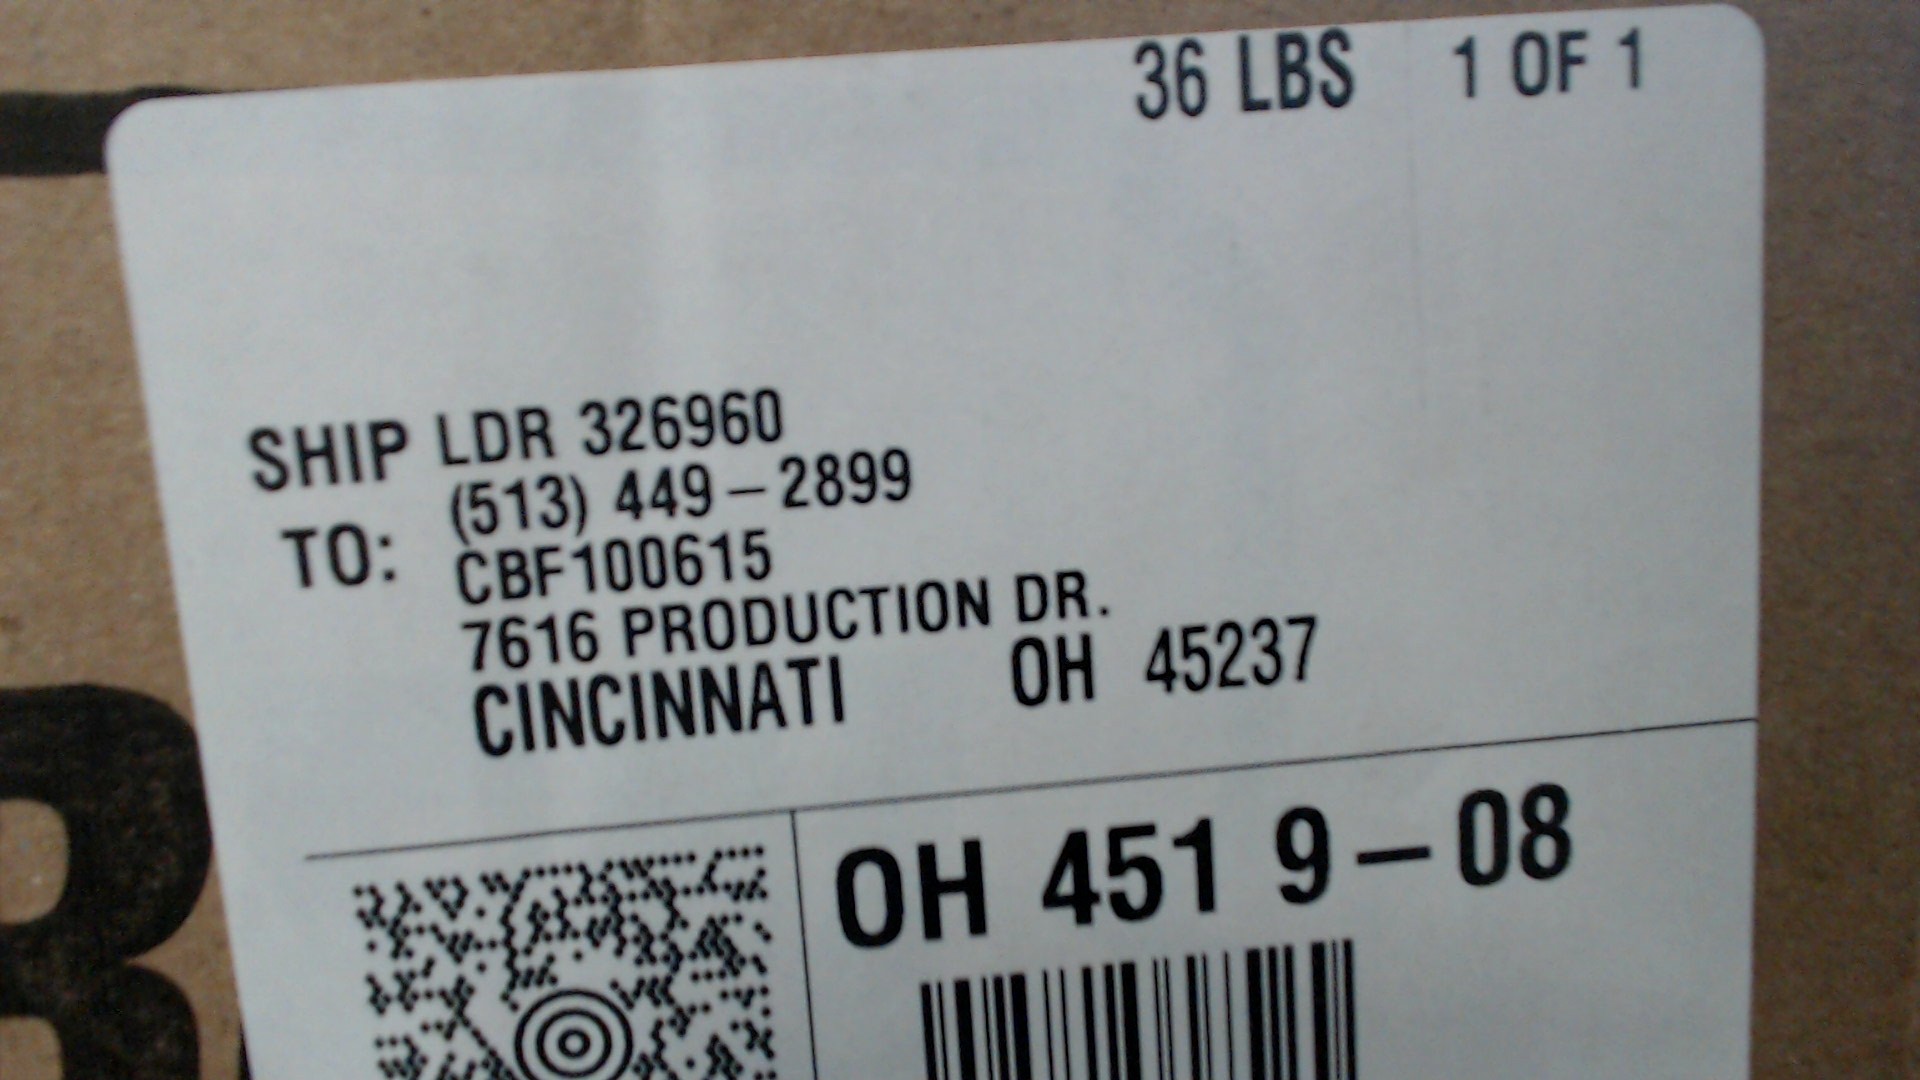 36 LBS 1 OF 1
SHIP TO:
LDR 326960
(513) 449-2899
CBF100615
7616 PRODUCTION DR.
CINCINNATI OH 45237
OH 451 9-08